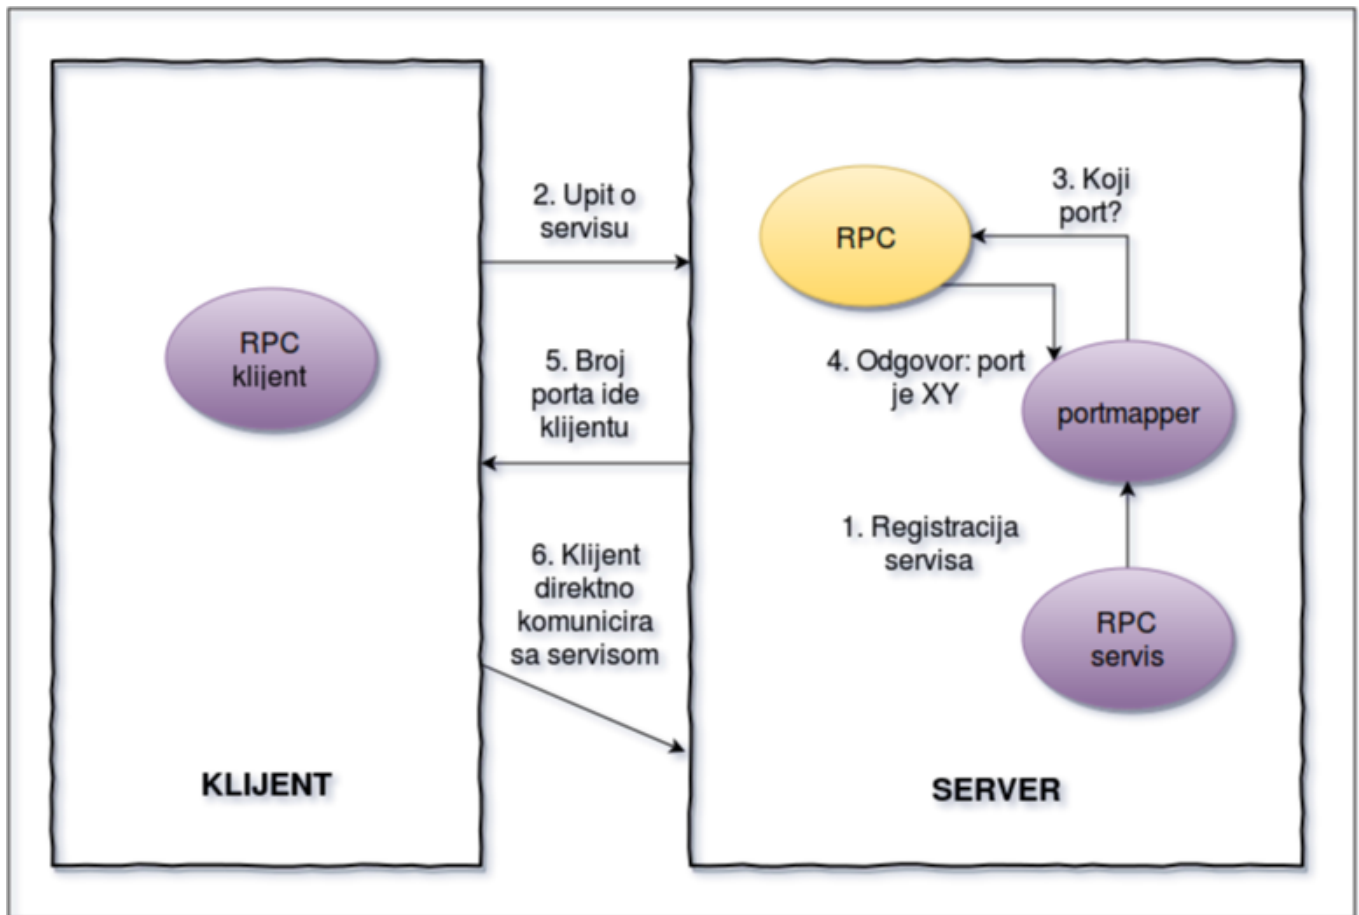 2. Upit o
servisu
3. Koji
port?
RPC
RPC
klijent
5. Broj
porta ide
klijentu
4. Odgovor: port
je XY
portmapper
1. Registracija
servisa
6. Klijent
direktno
komunicira
sa servisom
RPC
servis
KLIJENT
SERVER